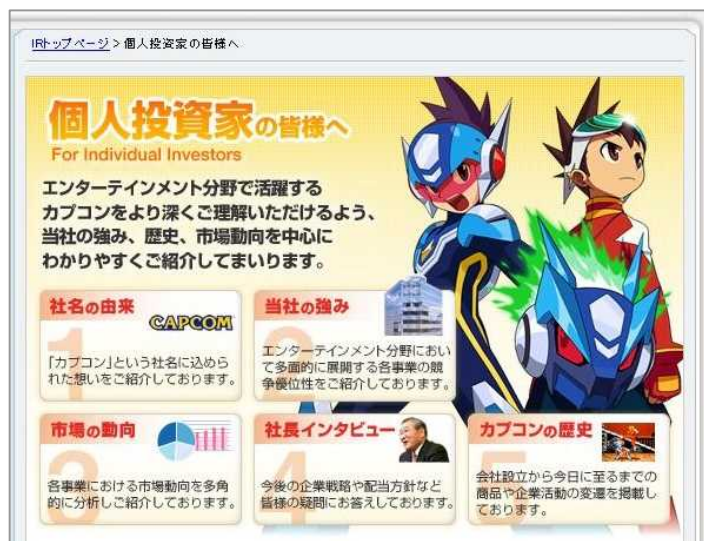 IRトップページ > 個人投資家の皆様へ
個人投資家の皆様へ
For Individual Investors
エンターテインメント分野で活躍する
カプコンをより深くご理解いただけるよう、
当社の強み、歴史、市場動向を中心に
わかりやすくご紹介してまいります。
1
社名の由来
CAPCOM
「カプコン」という社名に込めら
れた想いをご紹介しております。
2
当社の強み
エンターテインメント分野におい
て多面的に展開する各事業の競
争優位性をご紹介しております。
3
市場の動向
各事業における市場動向を多角
的に分析しご紹介しております。
4
社長インタビュー
今後の企業戦略や配当方針など
皆様の疑問にお答えしております。
5
カプコンの歴史
会社設立から今日に至るまでの
商品や企業活動の変遷を掲載し
ております。